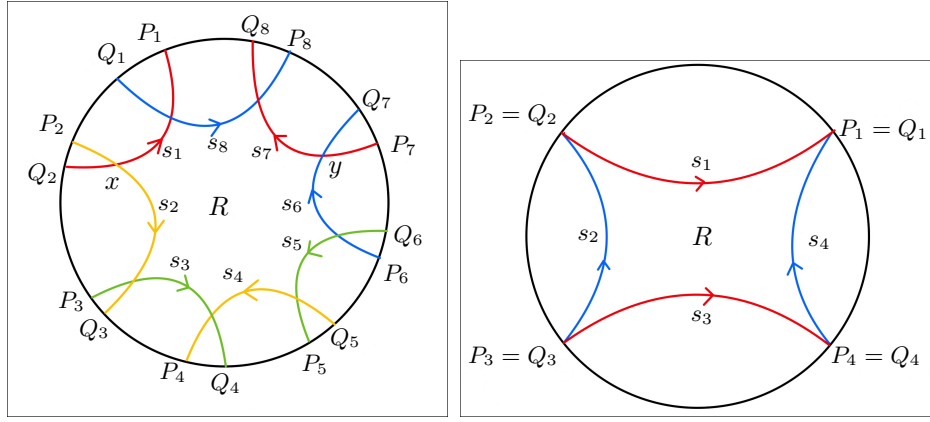 Q₈ P₈
P₁
Q₁
Q₇
P₂
s₁ s₈ s₇
P₇
Q₂
x
y
s₂ R s₆
s₅ Q₆
s₃ s₄
P₆
P₃
Q₃
Q₅
P₅
P₄ Q₄
P₂ = Q₂
P₁ = Q₁
s₁
s₂ R s₄
s₃
P₃ = Q₃
P₄ = Q₄